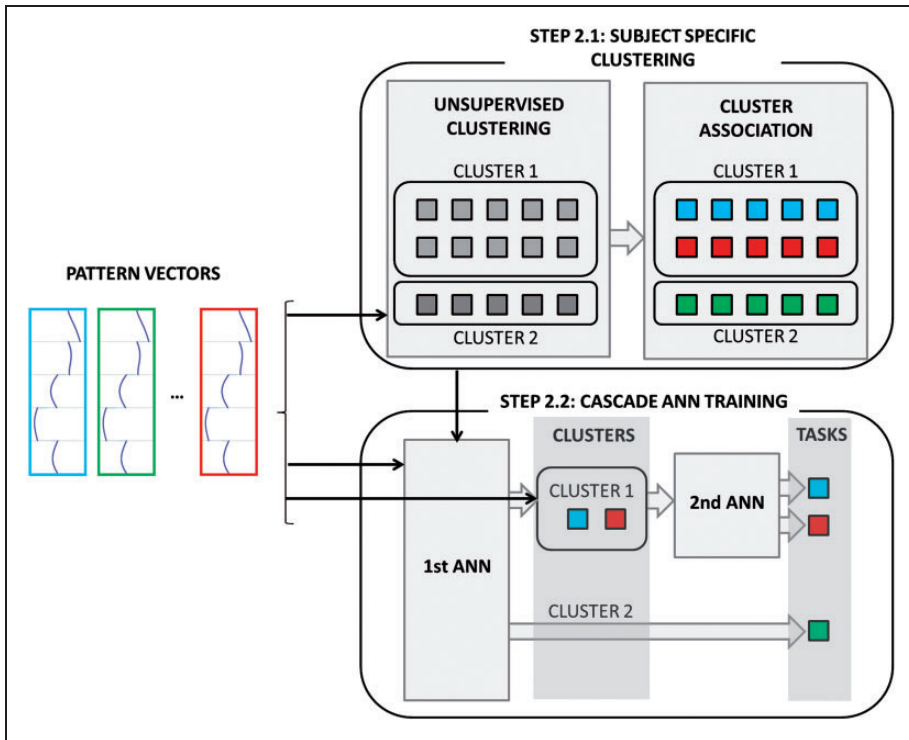 STEP 2.1: SUBJECT SPECIFIC
CLUSTERING
UNSUPERVISED
CLUSTERING
CLUSTER 1
CLUSTER 2
CLUSTER
ASSOCIATION
CLUSTER 1
CLUSTER 2
PATTERN VECTORS
...
STEP 2.2: CASCADE ANN TRAINING
1st ANN
CLUSTERS
CLUSTER 1
CLUSTER 2
2nd ANN
TASKS